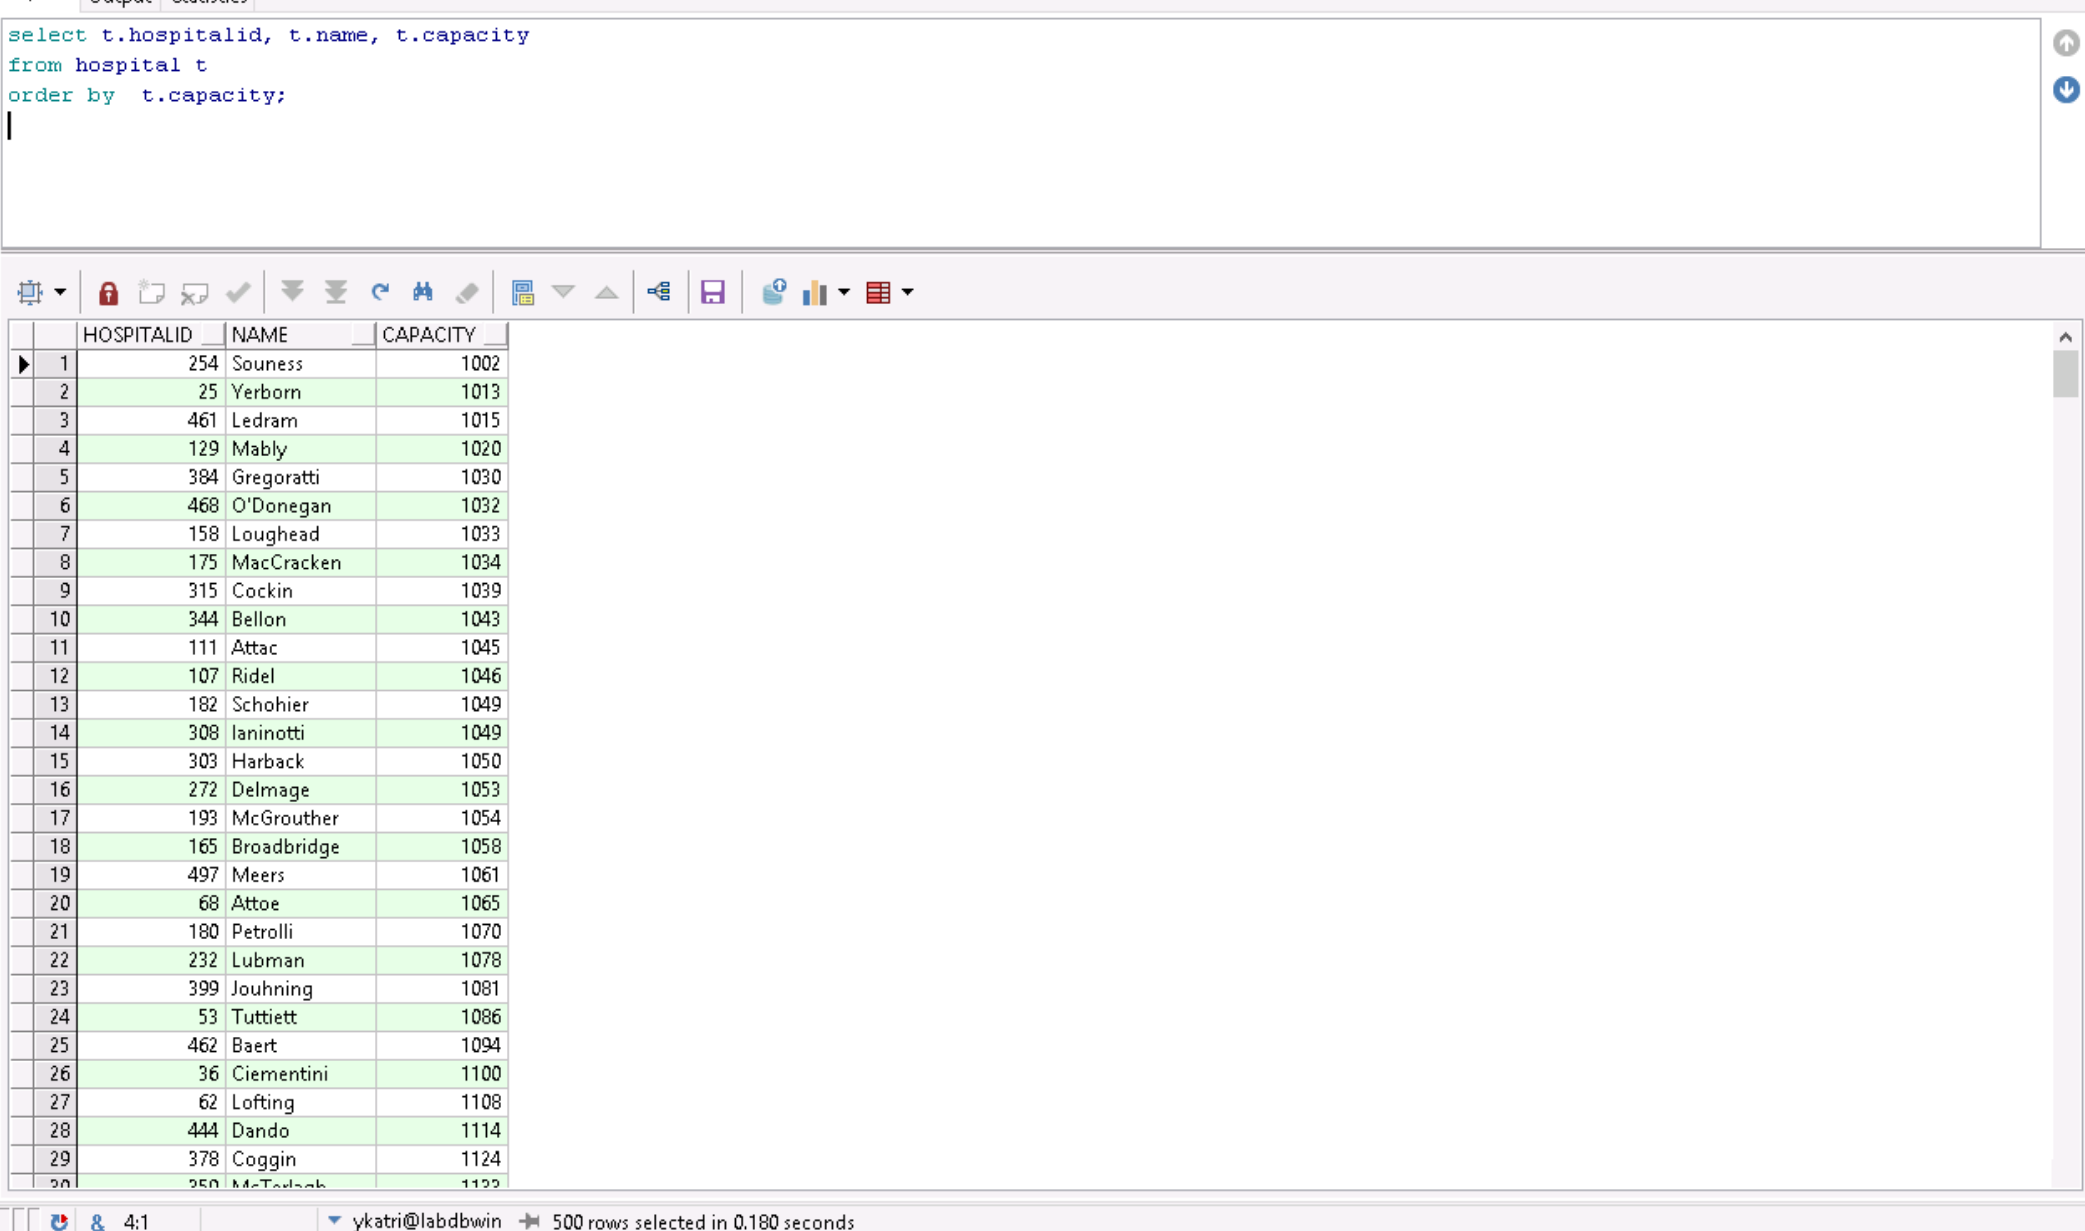 Output Statistics
select t.hospitalid, t.name, t.capacity
from hospital t
order by  t.capacity;
HOSPITALID NAME CAPACITY
1 254 Souness 1002
2 25 Yerborn 1013
3 461 Ledram 1015
4 129 Mably 1020
5 384 Gregoratti 1030
6 468 O'Donegan 1032
7 158 Loughead 1033
8 175 MacCracken 1034
9 315 Cockin 1039
10 344 Bellon 1043
11 111 Attac 1045
12 107 Ridel 1046
13 182 Schohier 1049
14 308 Ianinotti 1049
15 303 Harback 1050
16 272 Delmage 1053
17 193 McGrouther 1054
18 165 Broadbridge 1058
19 497 Meers 1061
20 68 Attoe 1065
21 180 Petrolli 1070
22 232 Lubman 1078
23 399 Jouhning 1081
24 53 Tuttiett 1086
25 462 Baert 1094
26 36 Ciementini 1100
27 62 Lofting 1108
28 444 Dando 1114
29 378 Coggin 1124
30 McTerlagh
& 4:1 ykatri@labdbwin 500 rows selected in 0.180 seconds